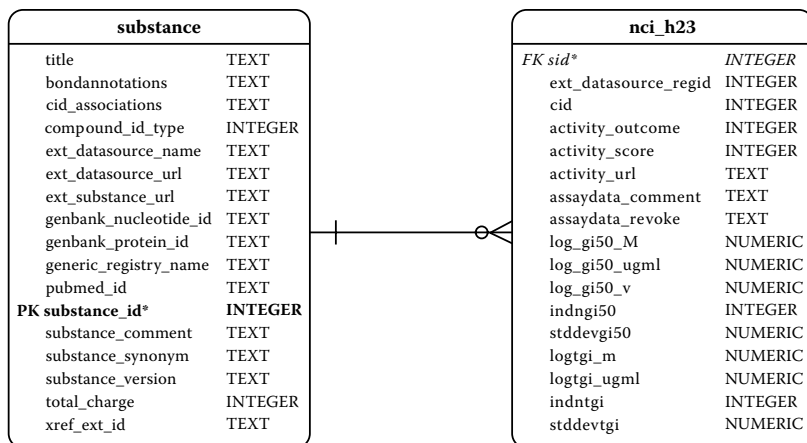 substance
title TEXT
bondannotations TEXT
cid_associations TEXT
compound_id_type INTEGER
ext_datasource_name TEXT
ext_datasource_url TEXT
ext_substance_url TEXT
genbank_nucleotide_id TEXT
genbank_protein_id TEXT
generic_registry_name TEXT
pubmed_id TEXT
PK substance_id* INTEGER
substance_comment TEXT
substance_synonym TEXT
substance_version TEXT
total_charge INTEGER
xref_ext_id TEXT
nci_h23
FK sid* INTEGER
ext_datasource_regid INTEGER
cid INTEGER
activity_outcome INTEGER
activity_score INTEGER
activity_url TEXT
assaydata_comment TEXT
assaydata_revoke TEXT
log_gi50_M NUMERIC
log_gi50_ugml NUMERIC
log_gi50_v NUMERIC
indngi50 INTEGER
stddevgi50 NUMERIC
logtgi_m NUMERIC
logtgi_ugml NUMERIC
indntgi INTEGER
stddevtgi NUMERIC